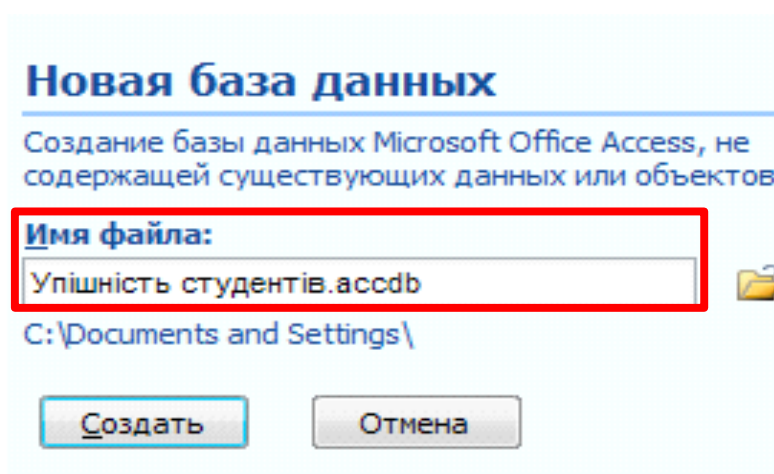 Новая база данных
Создание базы данных Microsoft Office Access, не
содержащей существующих данных или объектов
Имя файла:
Упішність студентів.accdb
C:\Documents and Settings\
Создать Отмена